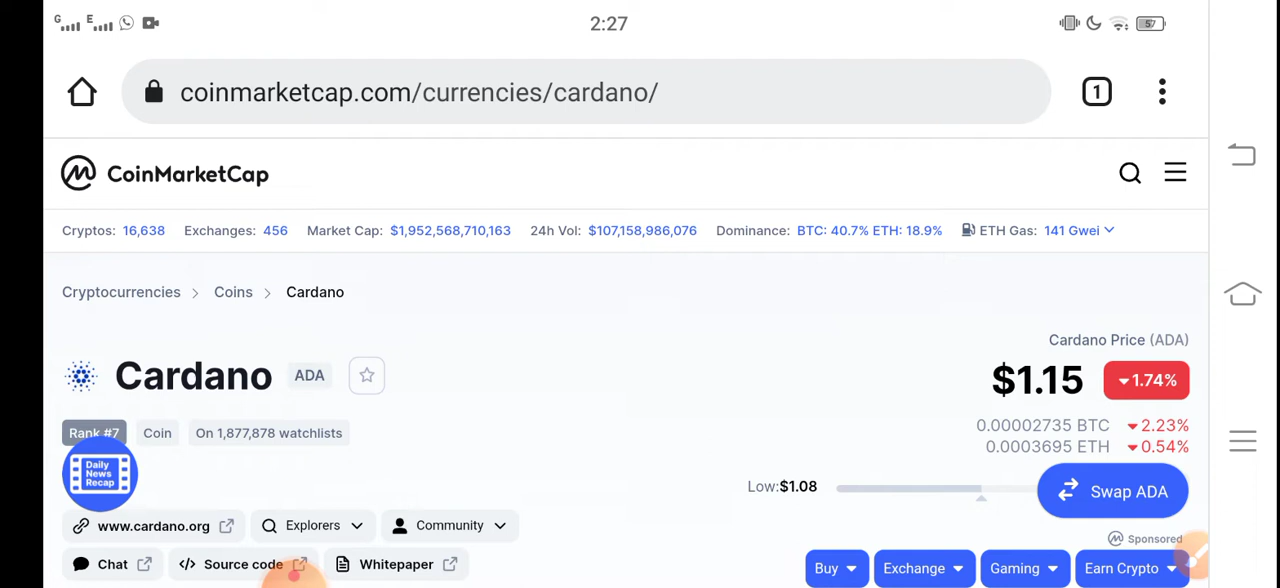 G E 2:27 57
coinmarketcap.com/currencies/cardano/ 1
CoinMarketCap
Cryptos: 16,638 Exchanges: 456 Market Cap: $1,952,568,710,163 24h Vol: $107,158,986,076 Dominance: BTC: 40.7% ETH: 18.9% ETH Gas: 141 Gwei
Cryptocurrencies > Coins > Cardano
Cardano Price (ADA)
Cardano ADA $1.15 1.74%
0.00002735 BTC 2.23%
Rank #7 Coin On 1,877,878 watchlists
0.0003695 ETH 0.54%
Daily
News
Recap
Low:$1.08 Swap ADA
www.cardano.org Explorers Community
Sponsored
Chat Source code Whitepaper Buy Exchange Gaming Earn Crypto